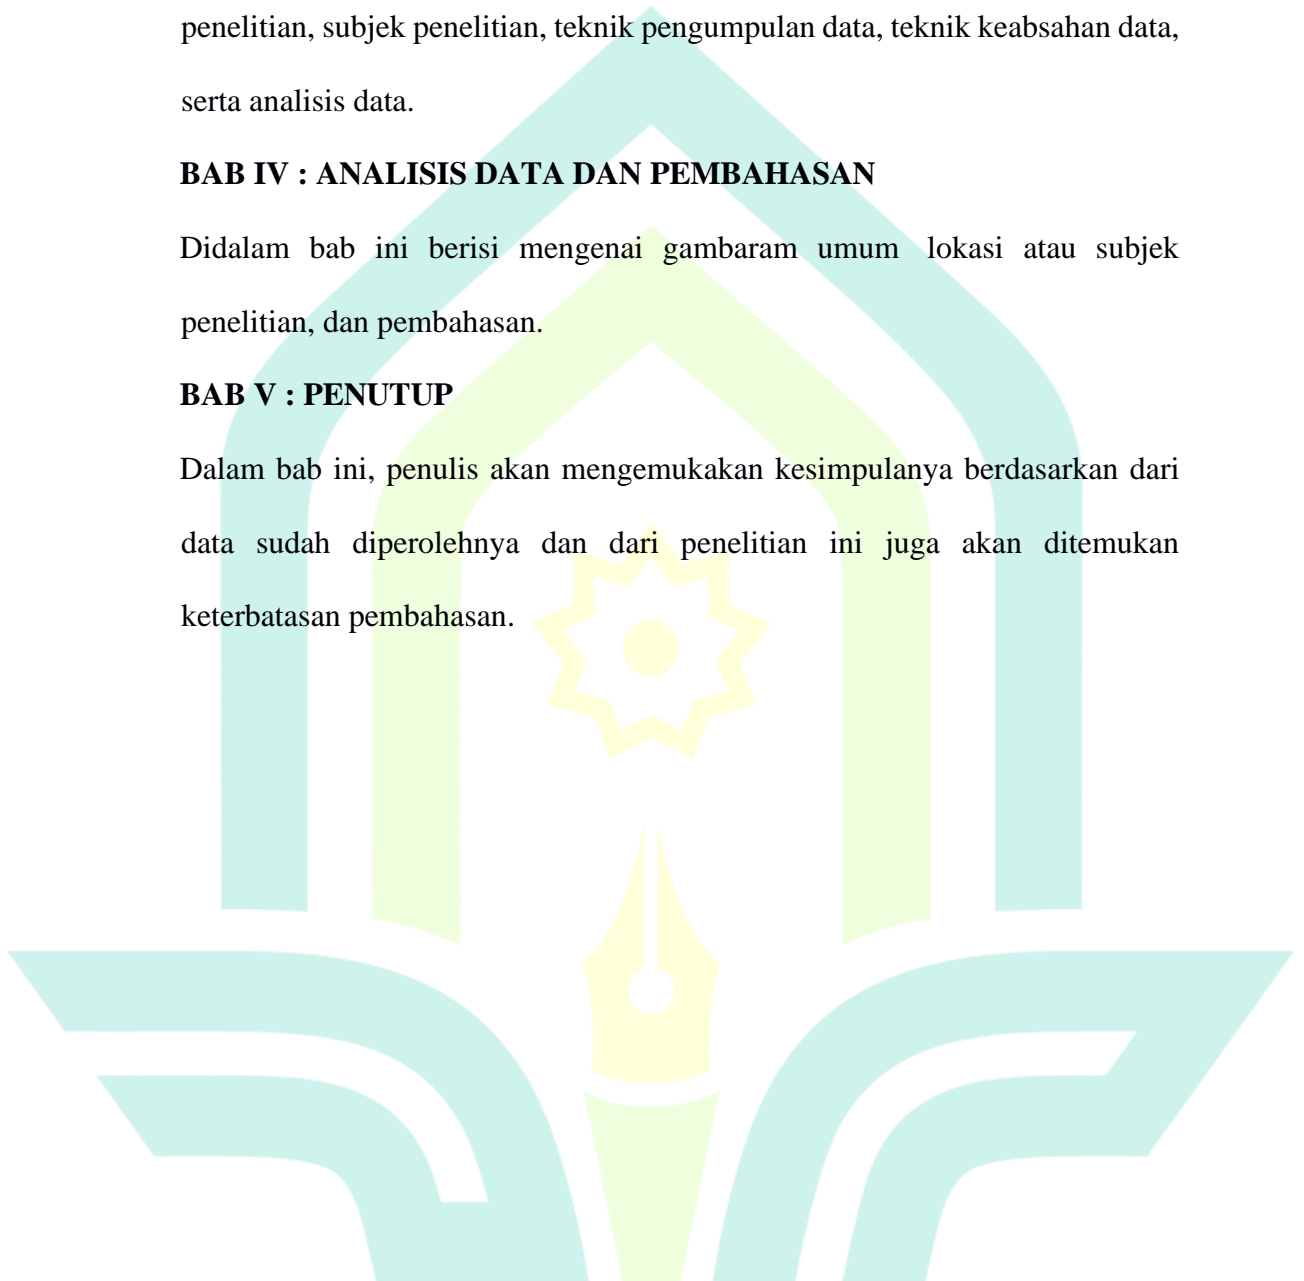 penelitian, subjek penelitian, teknik pengumpulan data, teknik keabsahan data,
serta analisis data.
BAB IV : ANALISIS DATA DAN PEMBAHASAN
Didalam bab ini berisi mengenai gambaram umum lokasi atau subjek
penelitian, dan pembahasan.
BAB V : PENUTUP
Dalam bab ini, penulis akan mengemukakan kesimpulanya berdasarkan dari
data sudah diperolehnya dan dari penelitian ini juga akan ditemukan
keterbatasan pembahasan.